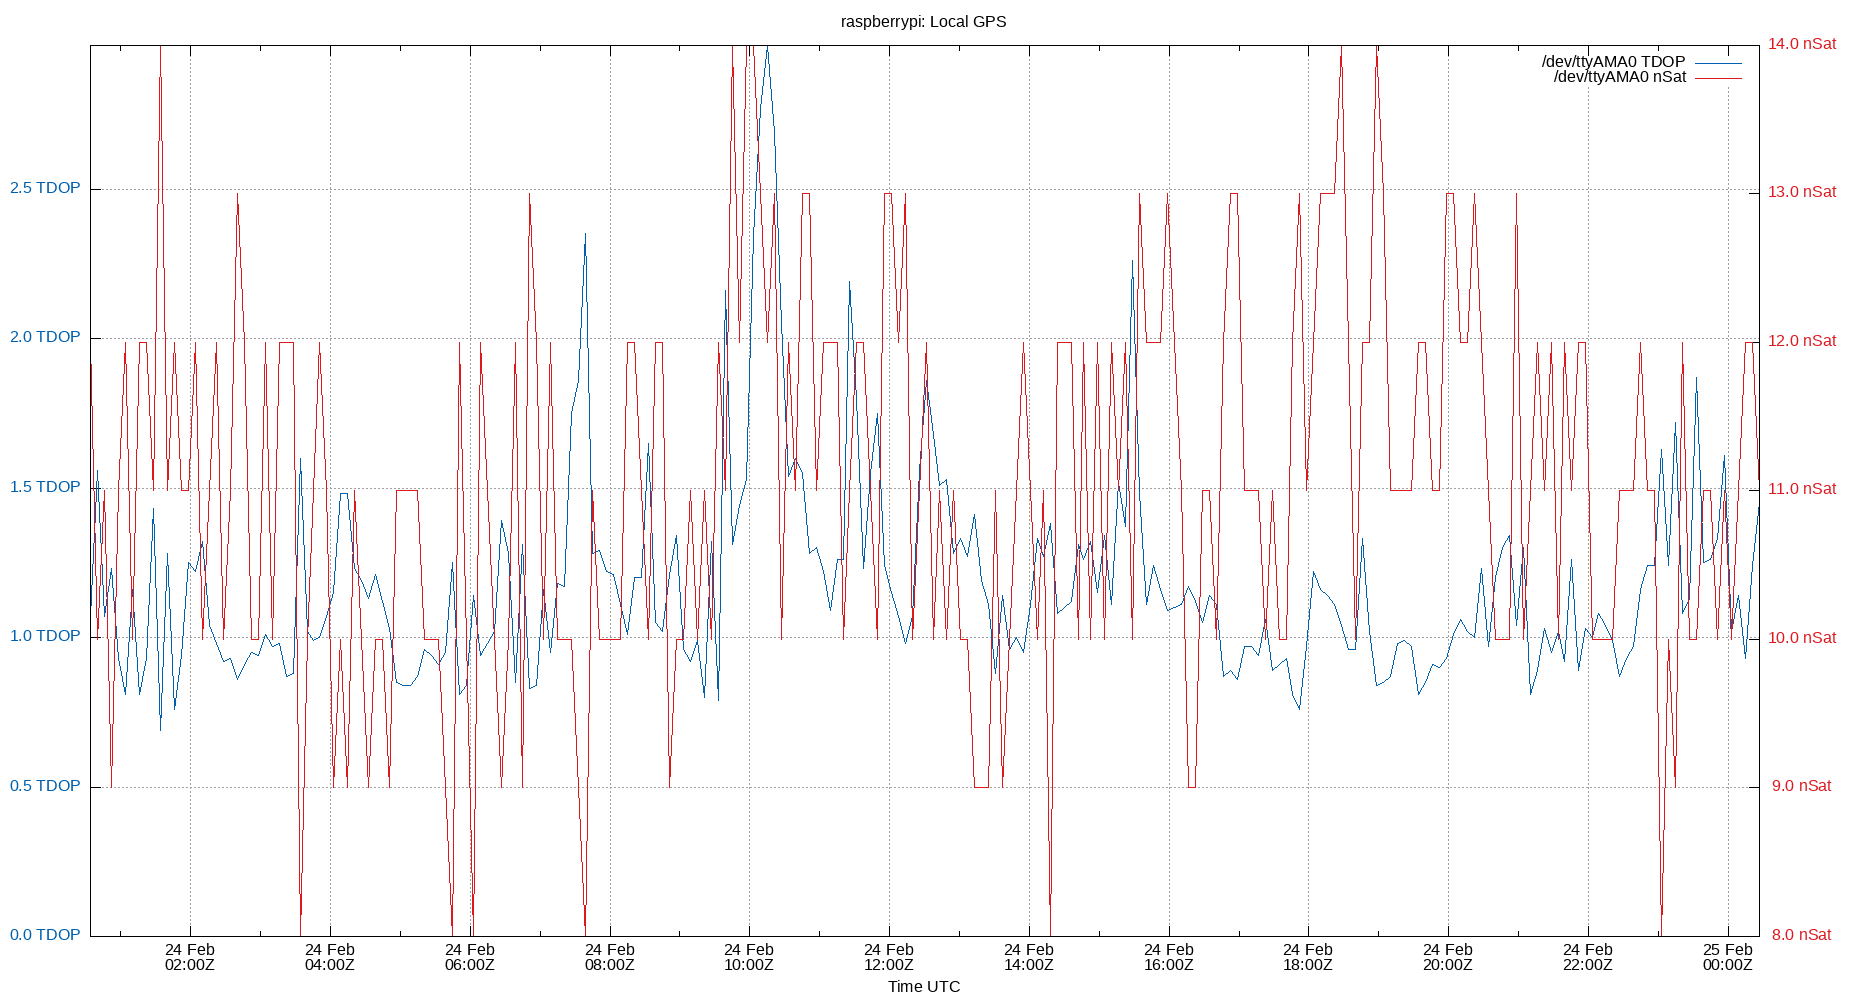 raspberrypi: Local GPS
14.0 nSat
/dev/ttyAMA0 TDOP
/dev/ttyAMA0 nSat
2.5 TDOP
13.0 nSat
2.0 TDOP
12.0 nSat
1.5 TDOP
11.0 nSat
1.0 TDOP
10.0 nSat
0.5 TDOP
9.0 nSat
0.0 TDOP
8.0 nSat
24 Feb 24 Feb 24 Feb 24 Feb 24 Feb 24 Feb 24 Feb 24 Feb 24 Feb 24 Feb 24 Feb 25 Feb
02:00Z 04:00Z 06:00Z 08:00Z 10:00Z 12:00Z 14:00Z 16:00Z 18:00Z 20:00Z 22:00Z 00:00Z
Time UTC